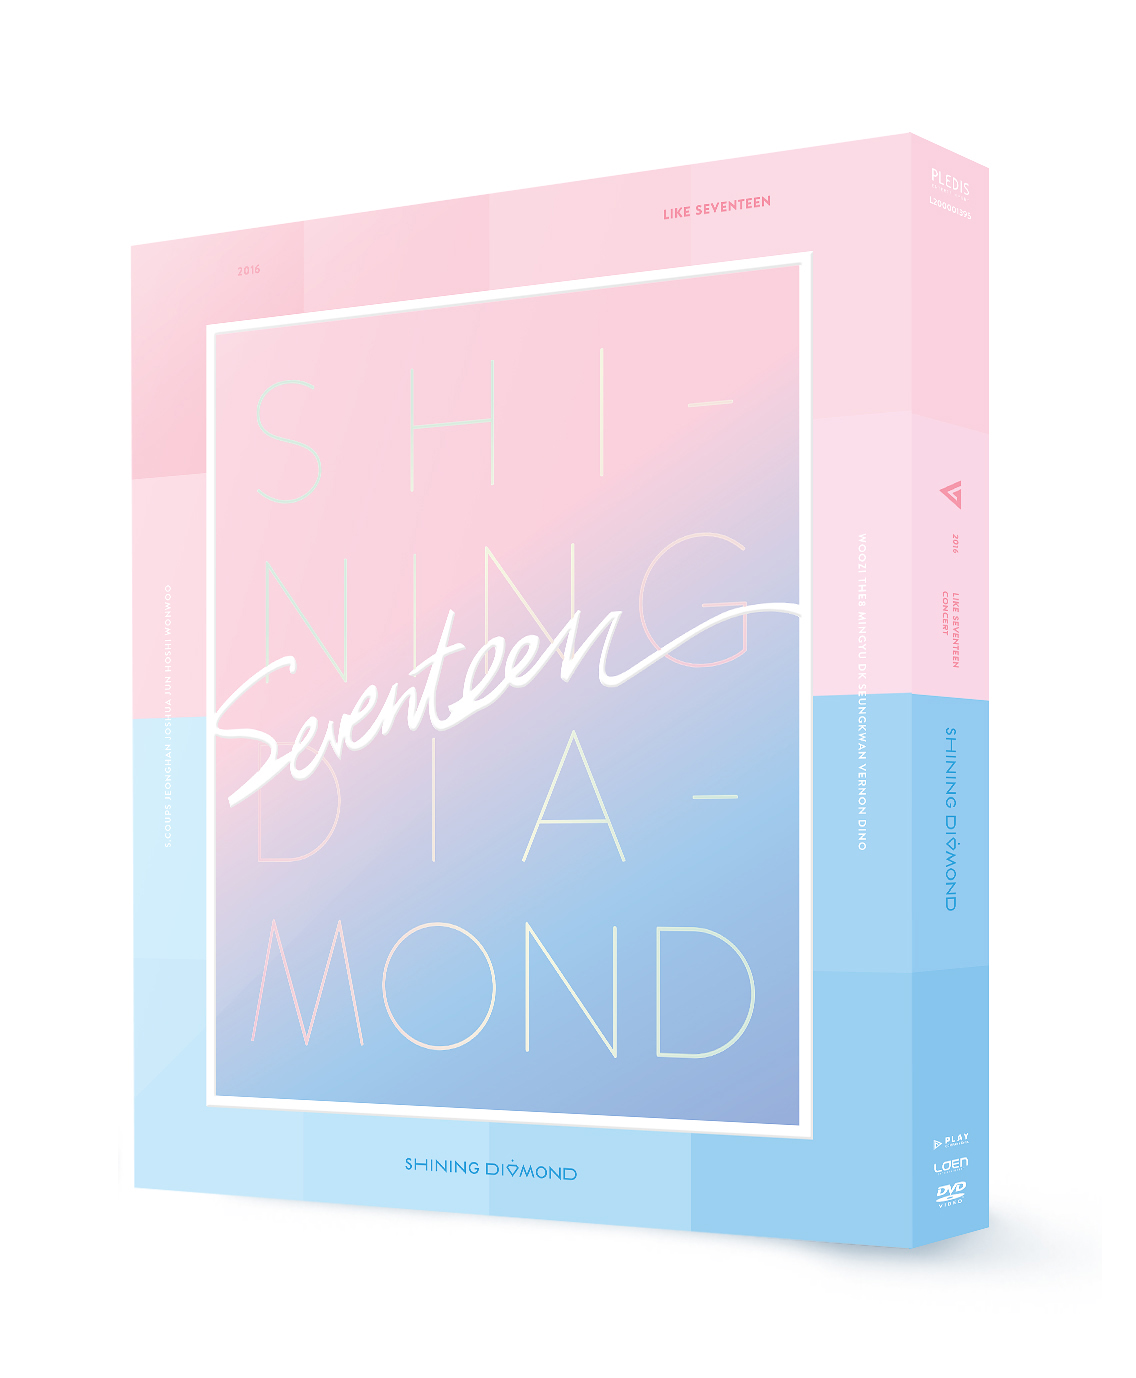 2016
LIKE SEVENTEEN
SHI-
NING
Seventeen
DIA-
MOND
S.COUPS JEONGHAN JOSHUA JUN HOSHI WONWOO
WOOZI THE8 MINGYU DK SEUNGKWAN VERNON DINO
SHINING DIAMOND
PLEDIS
L200001395
2016
LIKE SEVENTEEN
CONCERT
SHINING DIAMOND
PLAY
LOEN
DVD
VIDEO